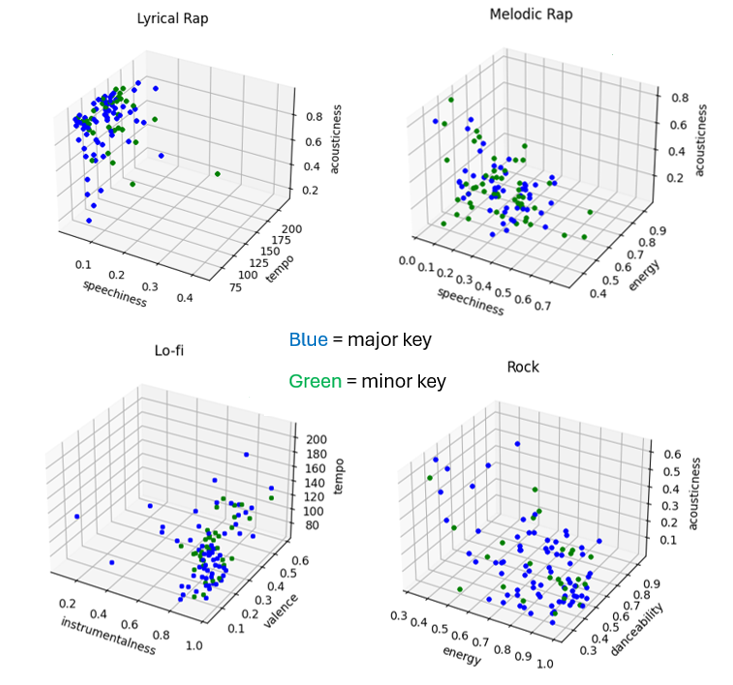 Lyrical Rap
0.8
0.6
0.4
0.2
acousticness
0.1
0.2
0.3
0.4
speechiness
75
100
125
150
175
200
tempo
Melodic Rap
0.8
0.6
0.4
0.2
acousticness
0.0 0.1 0.2 0.3 0.4 0.5 0.6 0.7
speechiness
0.4
0.5
0.6
0.7
0.8
0.9
energy
Blue = major key
Green = minor key
Lo-fi
200
180
160
140
120
100
80
tempo
0.2
0.4
0.6
0.8
1.0
instrumentalness
0.1
0.2
0.3
0.4
0.5
0.6
valence
Rock
0.6
0.5
0.4
0.3
0.2
0.1
acousticness
0.3 0.4 0.5 0.6 0.7 0.8 0.9 1.0
energy
0.3
0.4
0.5
0.6
0.7
0.8
0.9
danceability